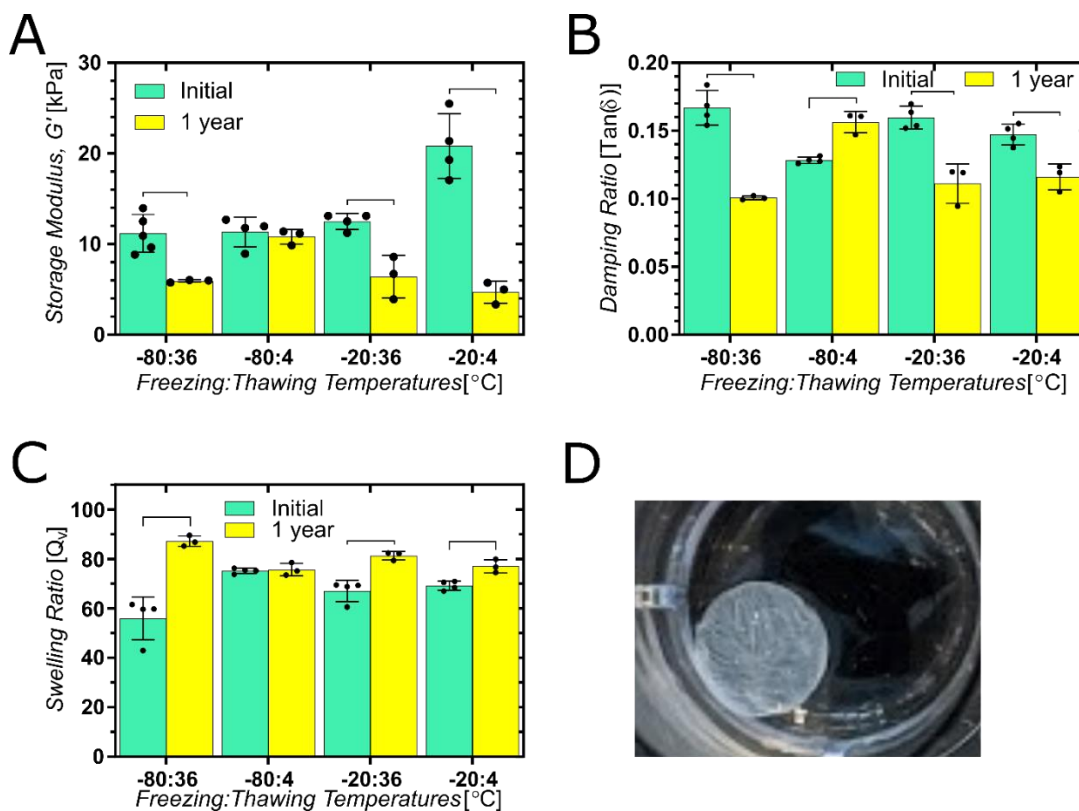 A
Storage Modulus, G' [kPa]
30
20
10
0
Initial
1 year
-80:36 -80:4 -20:36 -20:4
Freezing:Thawing Temperatures[°C]
B
Damping Ratio [Tan(δ)]
0.20
0.15
0.10
0.05
0.00
Initial 1 year
-80:36 -80:4 -20:36 -20:4
Freezing:Thawing Temperatures[°C]
C
Swelling Ratio [Qv]
100
80
60
40
20
0
Initial
1 year
-80:36 -80:4 -20:36 -20:4
Freezing:Thawing Temperatures[°C]
D